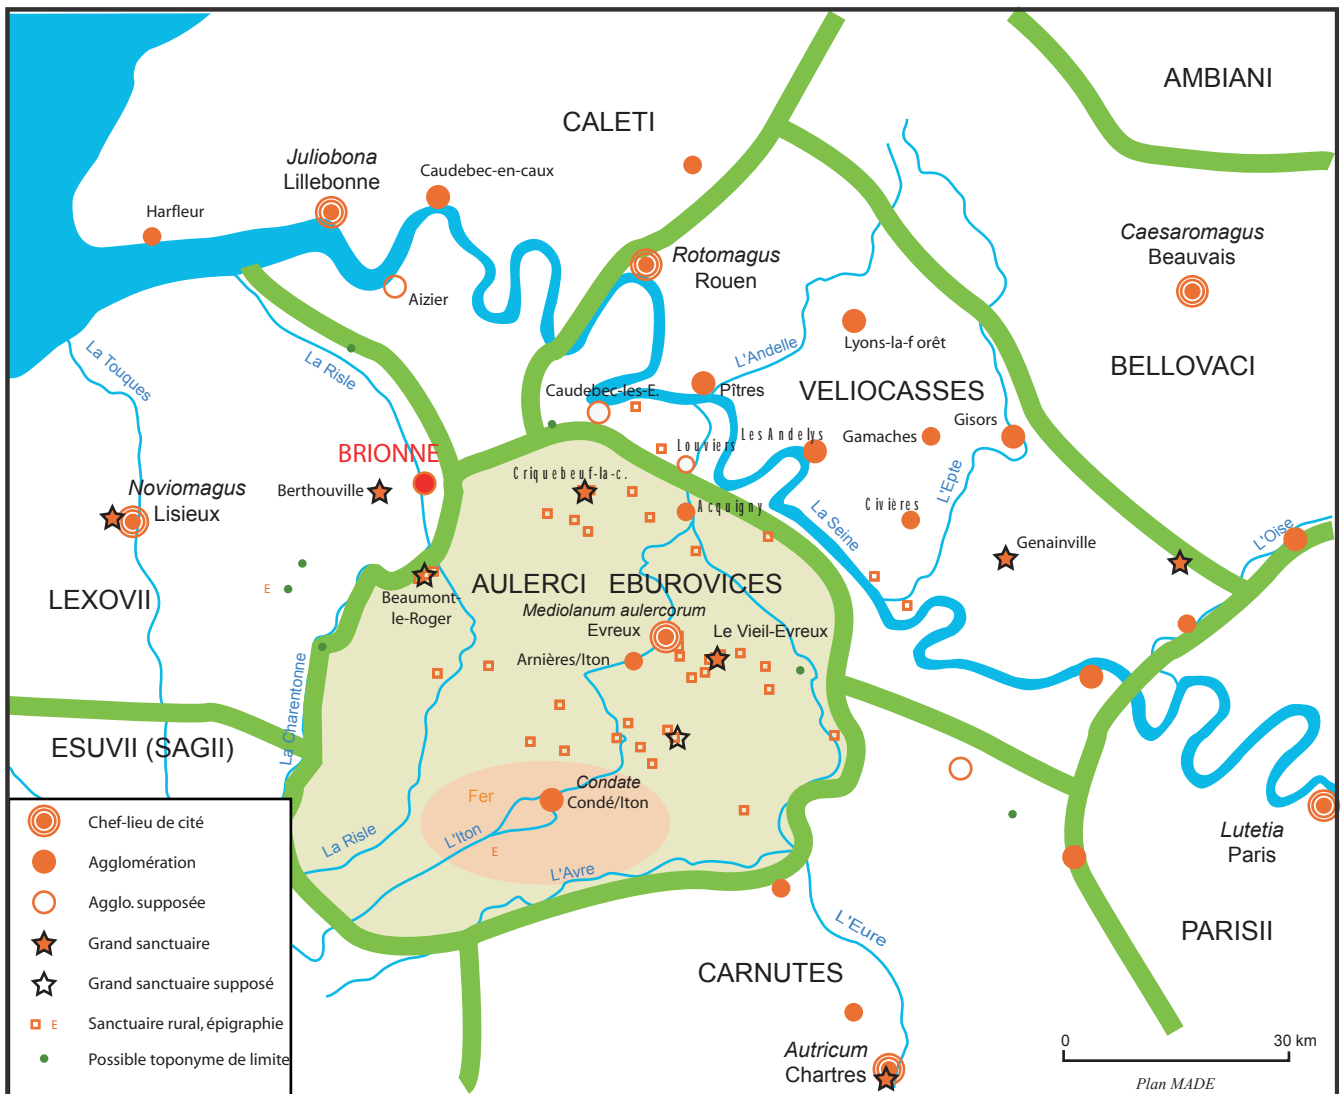 AMBIANI
CALETI
Juliobona
Lillebonne
Caudebec-en-caux
Harfleur
Aizier
Rotomagus
Rouen
Caesaromagus
Beauvais
La Touques
La Risle
L'Andelle
Lyons-la-f orêt
BELLOVACI
Caudebec-les-E.
Pîtres
VELIOCASSES
Gisors
Gamaches
Les Andelys
Louviers
BRIONNE
Criquebeuf-la-c.
Berthouville
Noviomagus
Lisieux
Acquigny
La Seine
L'Epte
Civières
Genainville
L'Oise
LEXOVII
E
Beaumont-
le-Roger
AULERCI EBUROVICES
Mediolanum aulercorum
Evreux
Le Vieil-Evreux
Arnières/Iton
La Charentonne
ESUVII (SAGII)
Fer
Condate
Condé/Iton
La Risle
L'Iton
E
L'Avre
L'Eure
Lutetia
Paris
PARISII
CARNUTES
Autricum
Chartres
Chef-lieu de cité
Agglomération
Agglo. supposée
Grand sanctuaire
Grand sanctuaire supposé
E Sanctuaire rural, épigraphie
Possible toponyme de limite
0 30 km
Plan MADE